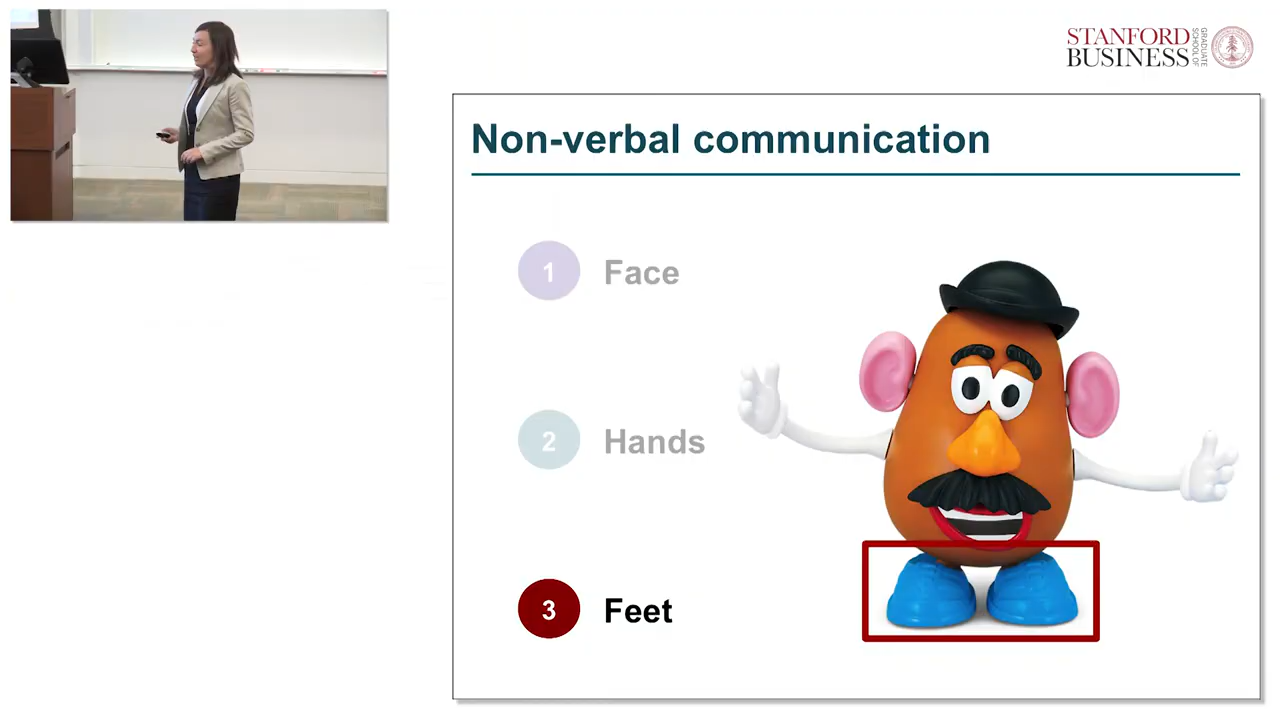 STANFORD
BUSINESS
GRADUATE
SCHOOL OF
Non-verbal communication
1 Face
2 Hands
3 Feet